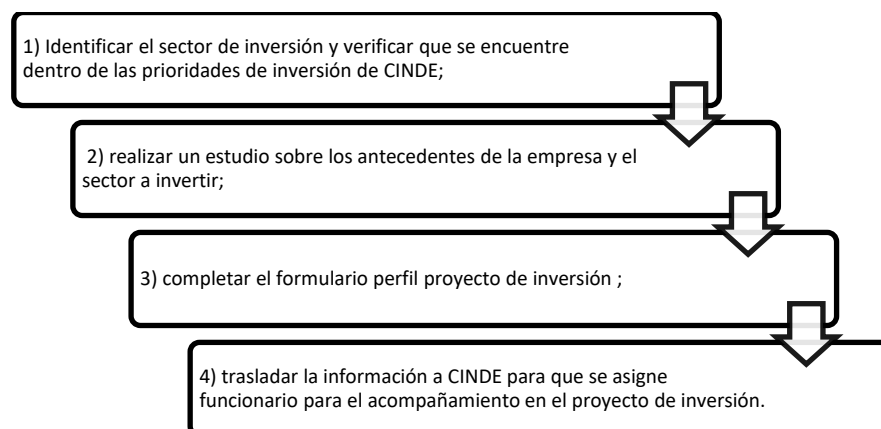 1) Identificar el sector de inversión y verificar que se encuentre
dentro de las prioridades de inversión de CINDE;
2) realizar un estudio sobre los antecedentes de la empresa y el
sector a invertir;
3) completar el formulario perfil proyecto de inversión ;
4) trasladar la información a CINDE para que se asigne
funcionario para el acompañamiento en el proyecto de inversión.